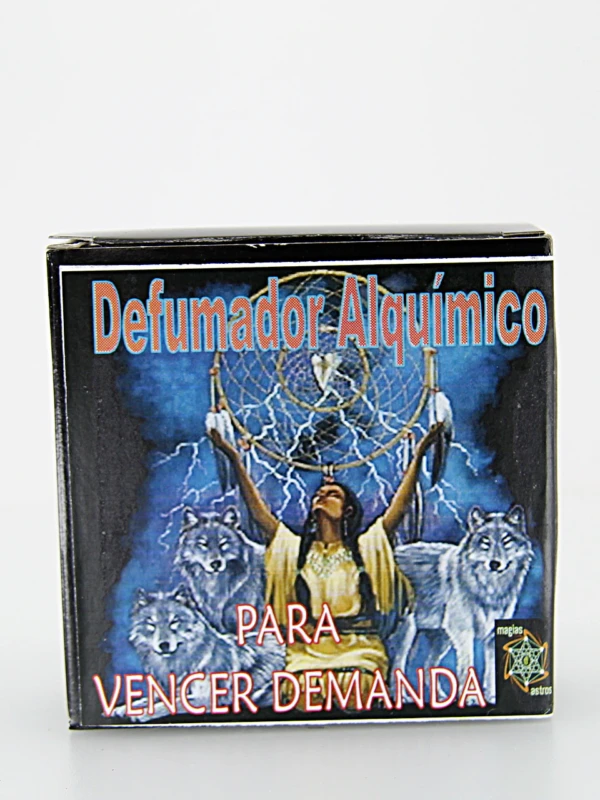 Defumador Alquímico
PARA
VENCER DEMANDA
magias
astros